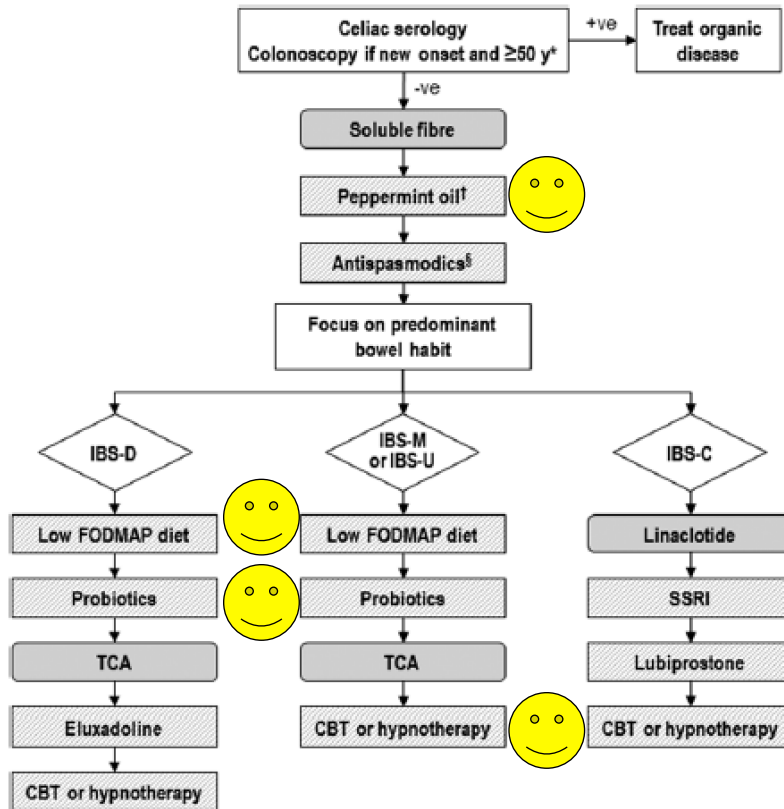 Celiac serology
Colonoscopy if new onset and ≥50 y*
+ve
Treat organic
disease
-ve
Soluble fibre
Peppermint oil†
Antispasmodics§
Focus on predominant
bowel habit
IBS-D
IBS-M
or IBS-U
IBS-C
Low FODMAP diet
Low FODMAP diet
Linaclotide
Probiotics
Probiotics
SSRI
TCA
TCA
Lubiprostone
Eluxadoline
CBT or hypnotherapy
CBT or hypnotherapy
CBT or hypnotherapy